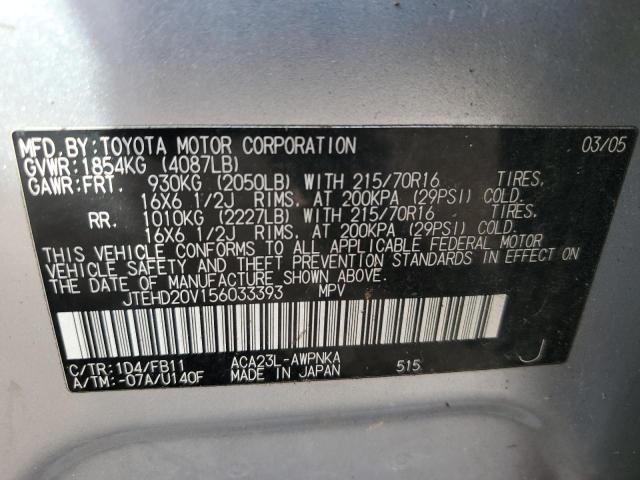 MFD.BY:TOYOTA MOTOR CORPORATION 03/05
GVWR:1854KG (4087LB)
GAWR:FRT. 930KG (2050LB) WITH 215/70R16 TIRES,
16X6 1/2J RIMS, AT 200KPA (29PSI) COLD.
RR. 1010KG (2227LB) WITH 215/70R16 TIRES,
16X6 1/2J RIMS, AT 200KPA (29PSI) COLD.
THIS VEHICLE CONFORMS TO ALL APPLICABLE FEDERAL MOTOR
VEHICLE SAFETY AND THEFT PREVENTION STANDARDS IN EFFECT ON
THE DATE OF MANUFACTURE SHOWN ABOVE.
JTEHD20V156033393 MPV
C/TR:1D4/FB11 ACA23L-AWPNKA 515 J
A/TM:-07A/U140F MADE IN JAPAN